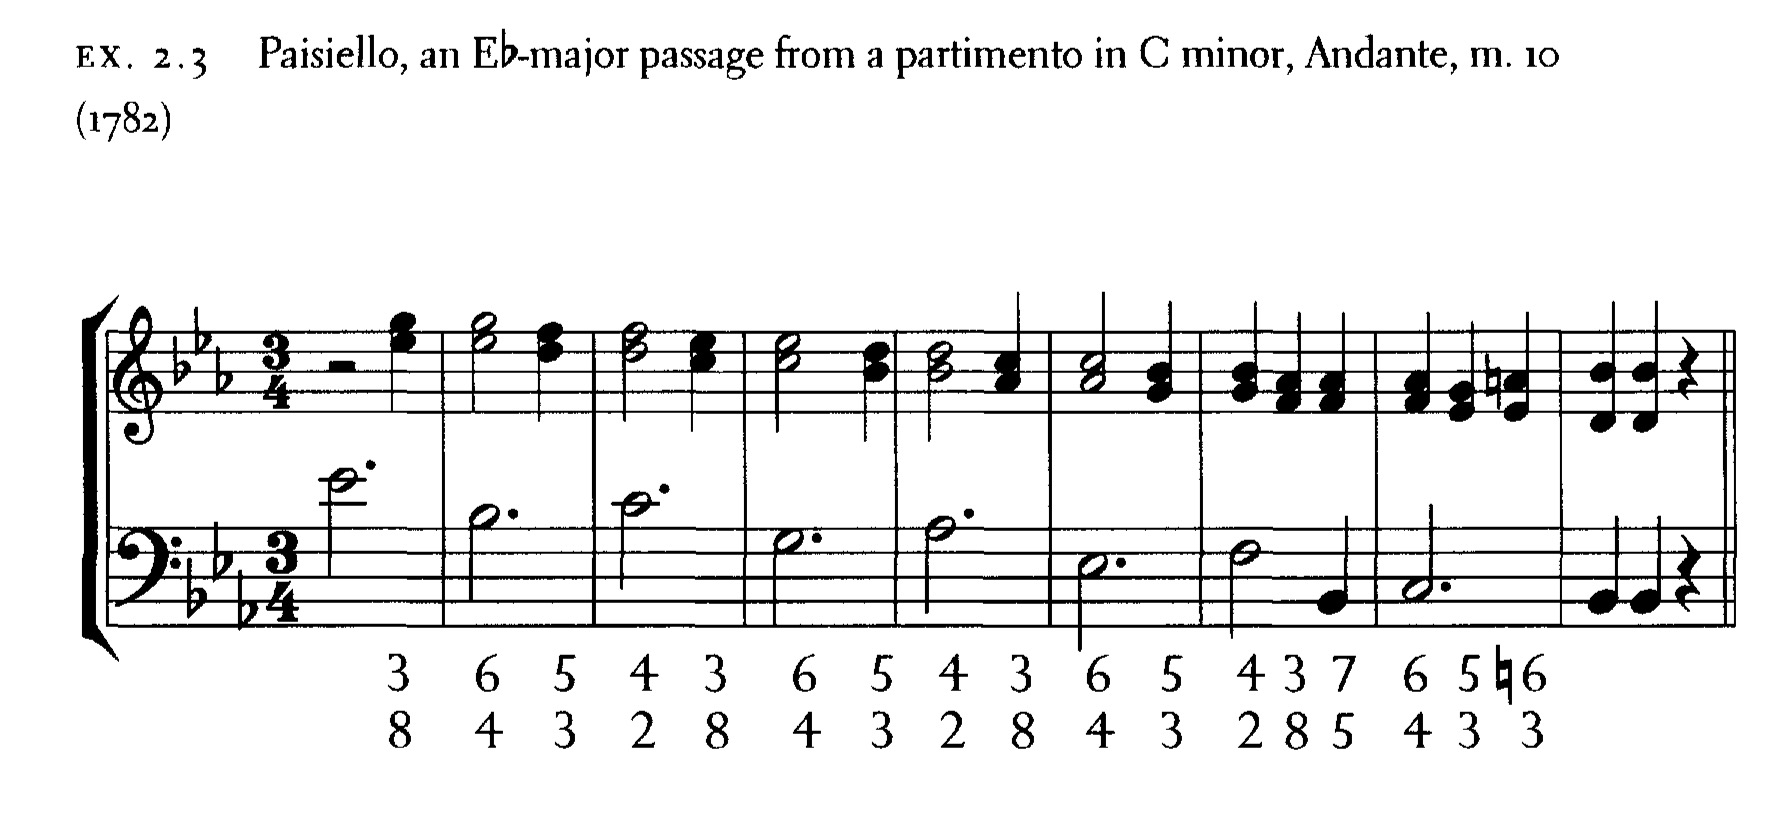 EX. 2.3 Paisiello, an E♭-major passage from a partimento in C minor, Andante, m. 10
(1782)
3 4
3 4
3 6 5 4 3 6 5 4 3 6 5 4 3 7 6 5 ♮6
8 4 3 2 8 4 3 2 8 4 3 2 8 5 4 3 3